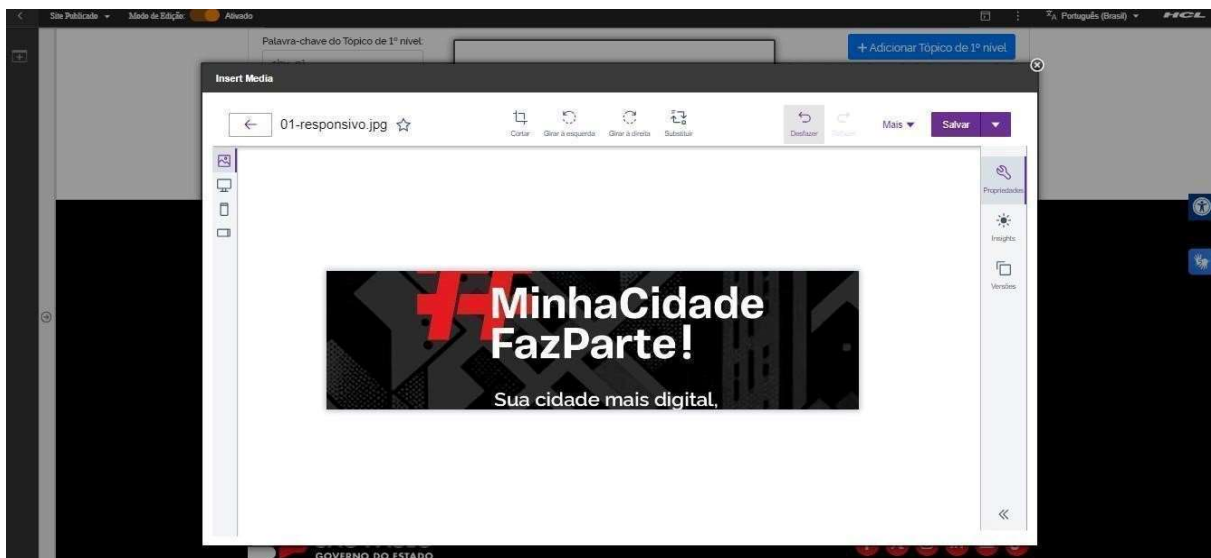 Site Publicado
Modo de Edição:
Ativado
Português (Brasil)
HCL
Palavra-chave do Tópico de 1º nível:
+ Adicionar Tópico de 1º nível
Insert Media
01-responsivo.jpg
Cortar
Girar à esquerda
Girar à direita
Substituir
Desfazer
Mais
Salvar
Propriedades
Insights
Versões
#MinhaCidade
FazParte!
Sua cidade mais digital,
GOVERNO DO ESTADO